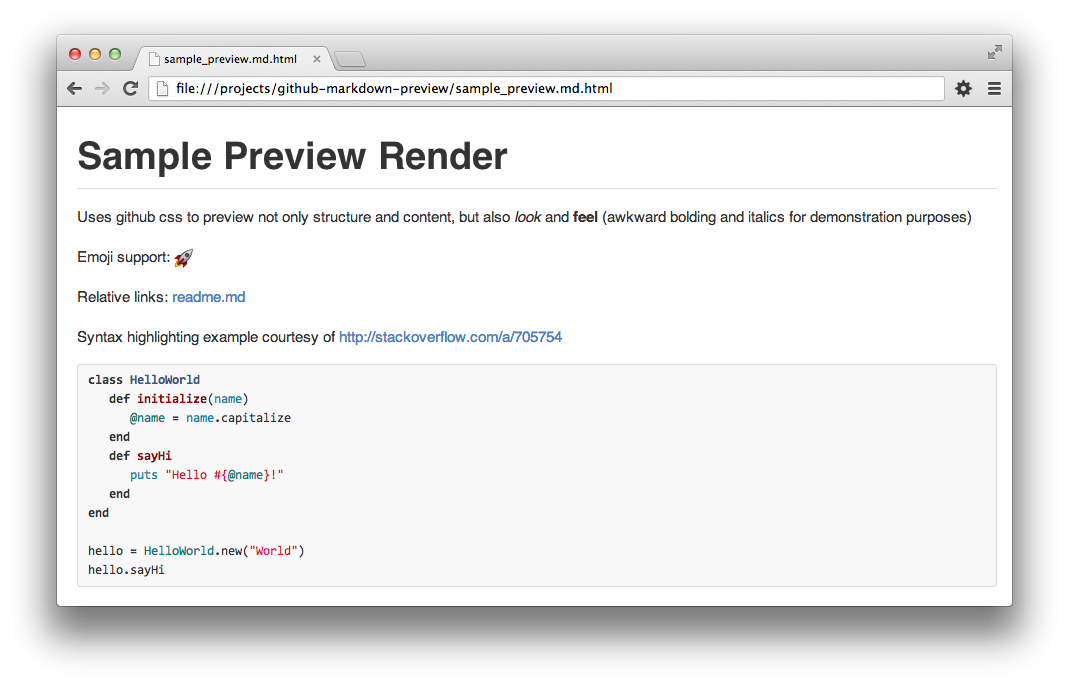 sample_preview.md.html
file:///projects/github-markdown-preview/sample_preview.md.html
Sample Preview Render
Uses github css to preview not only structure and content, but also look and feel (awkward bolding and italics for demonstration purposes)
Emoji support: 🚀
Relative links: readme.md
Syntax highlighting example courtesy of http://stackoverflow.com/a/705754
class HelloWorld
   def initialize(name)
      @name = name.capitalize
   end
   def sayHi
      puts "Hello #{@name}!"
   end
end

hello = HelloWorld.new("World")
hello.sayHi